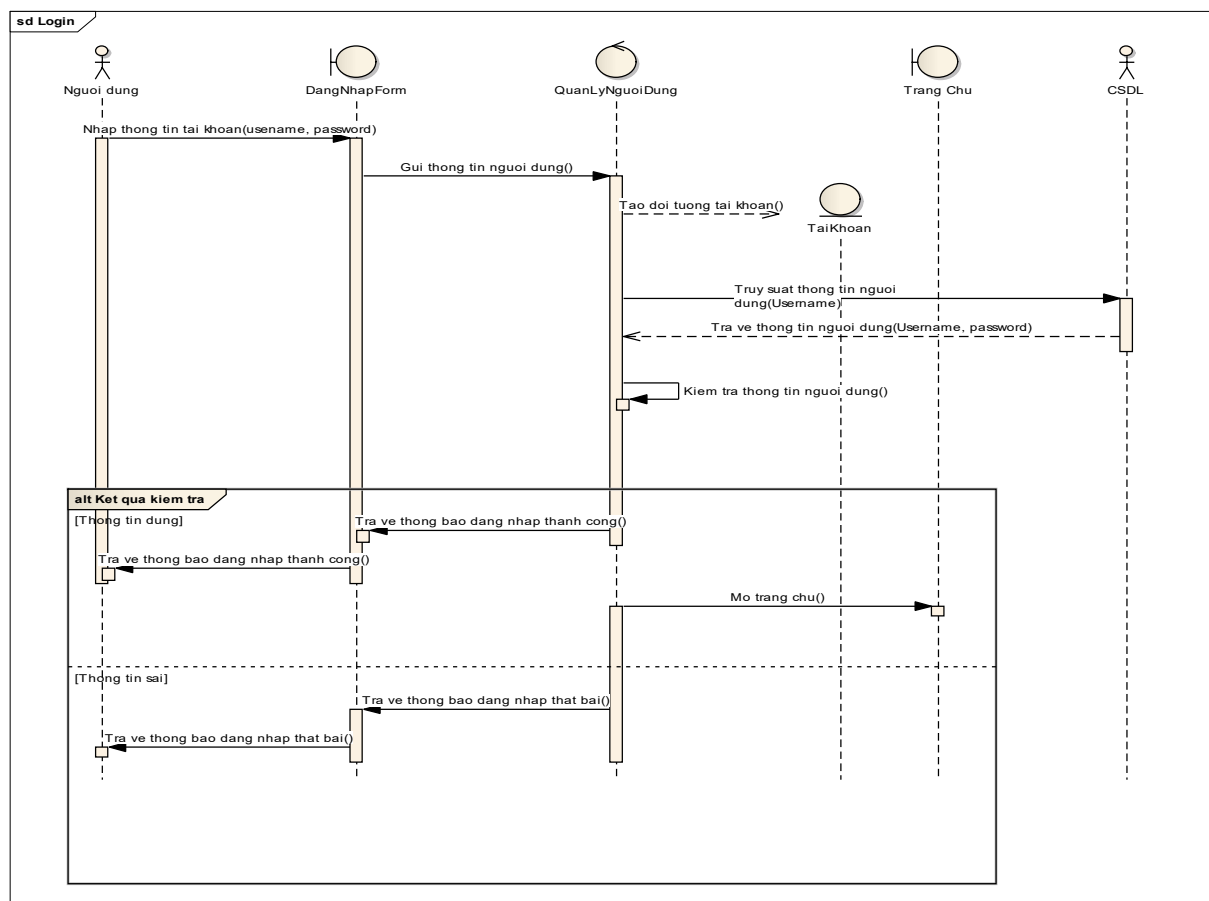 sd Login
Nguoi dung
DangNhapForm
QuanLyNguoiDung
Trang Chu
CSDL
Nhap thong tin tai khoan(usename, password)
Gui thong tin nguoi dung()
Tao doi tuong tai khoan()
TaiKhoan
Truy suat thong tin nguoi
dung(Username)
Tra ve thong tin nguoi dung(Username, password)
Kiem tra thong tin nguoi dung()
alt Ket qua kiem tra
[Thong tin dung]
Tra ve thong bao dang nhap thanh cong()
Tra ve thong bao dang nhap thanh cong()
Mo trang chu()
[Thong tin sai]
Tra ve thong bao dang nhap that bai()
Tra ve thong bao dang nhap that bai()